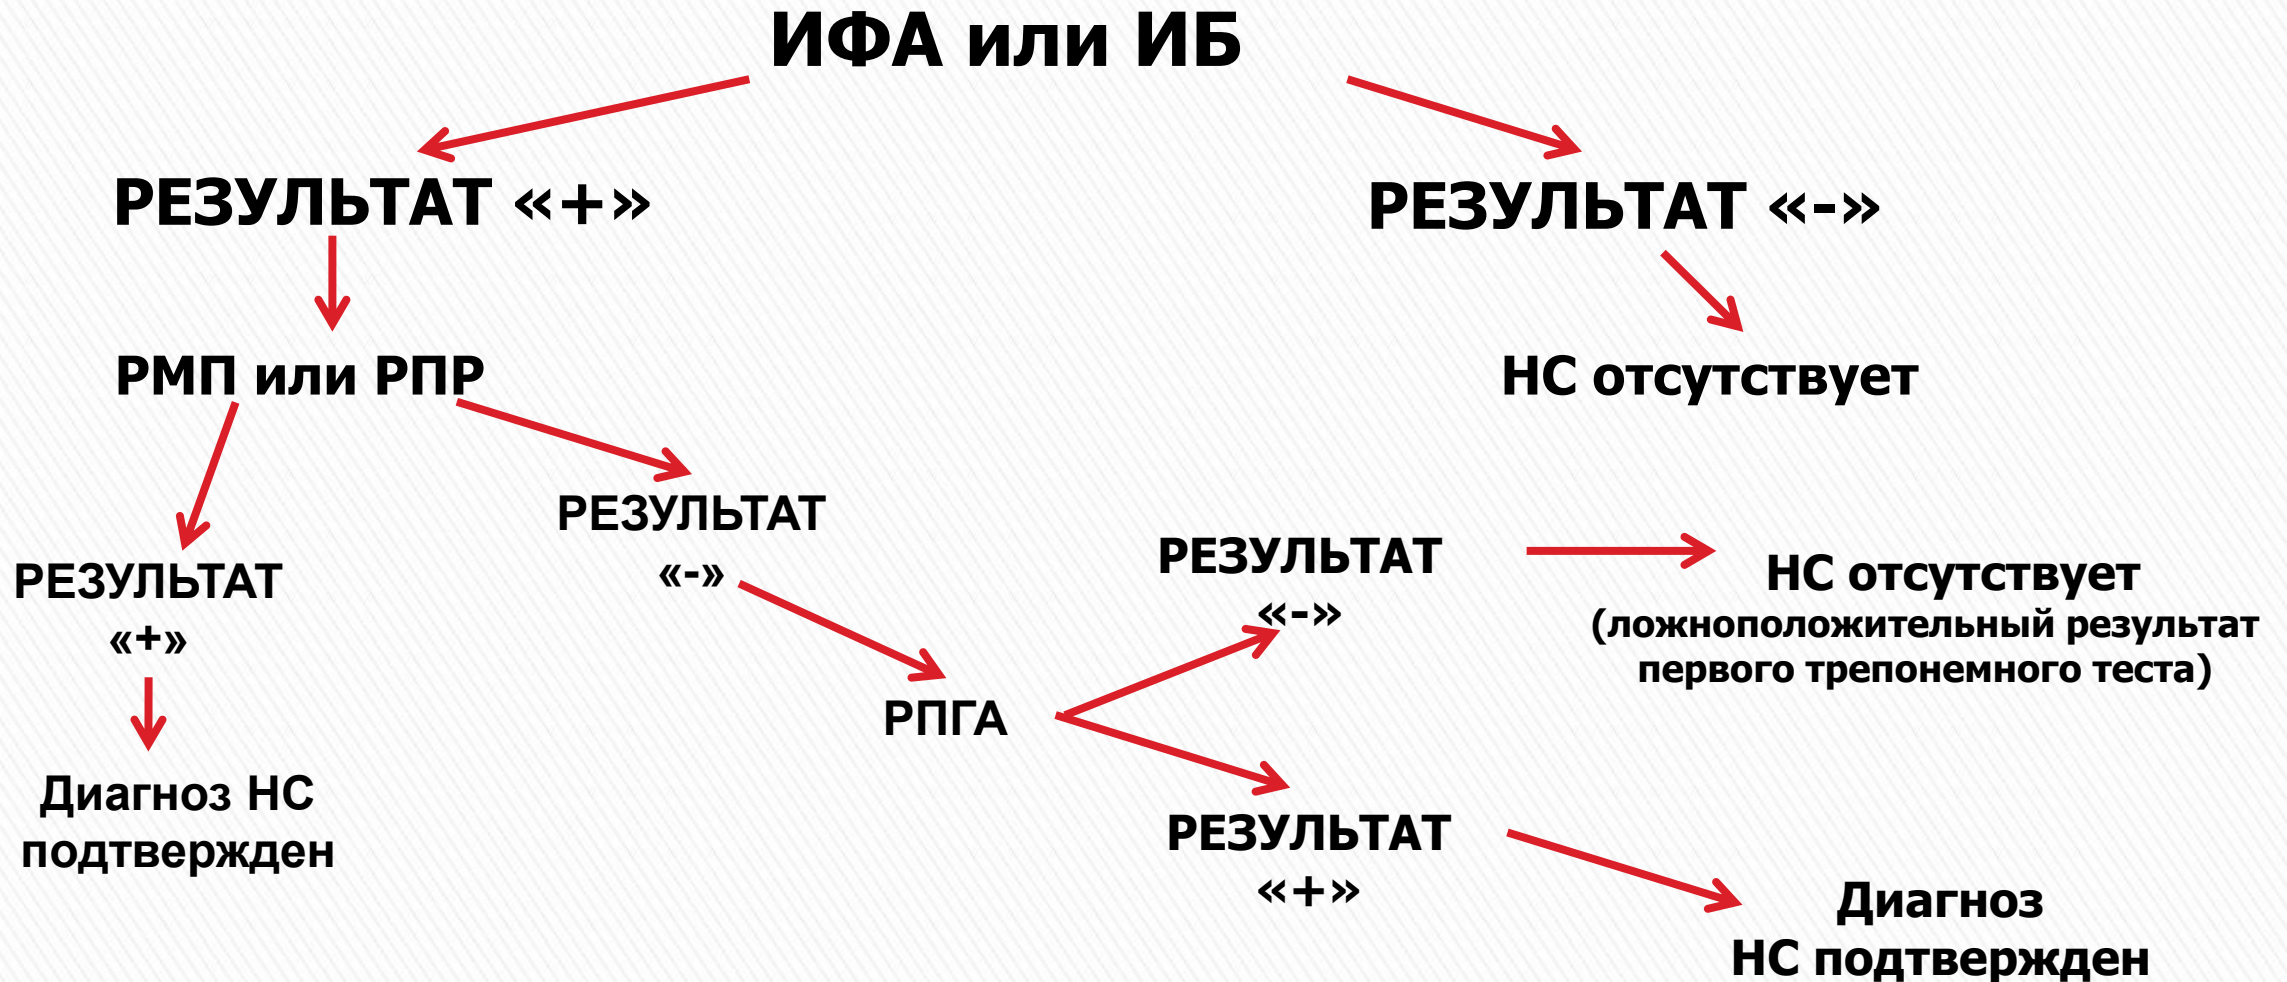 ИФА или ИБ
РЕЗУЛЬТАТ «+»
РЕЗУЛЬТАТ «-»
РМП или РПР
НС отсутствует
РЕЗУЛЬТАТ
«+»
Диагноз НС
подтвержден
РЕЗУЛЬТАТ
«-»
РПГА
РЕЗУЛЬТАТ
«-»
НС отсутствует
(ложноположительный результат
первого трепонемного теста)
РЕЗУЛЬТАТ
«+»
Диагноз
НС подтвержден